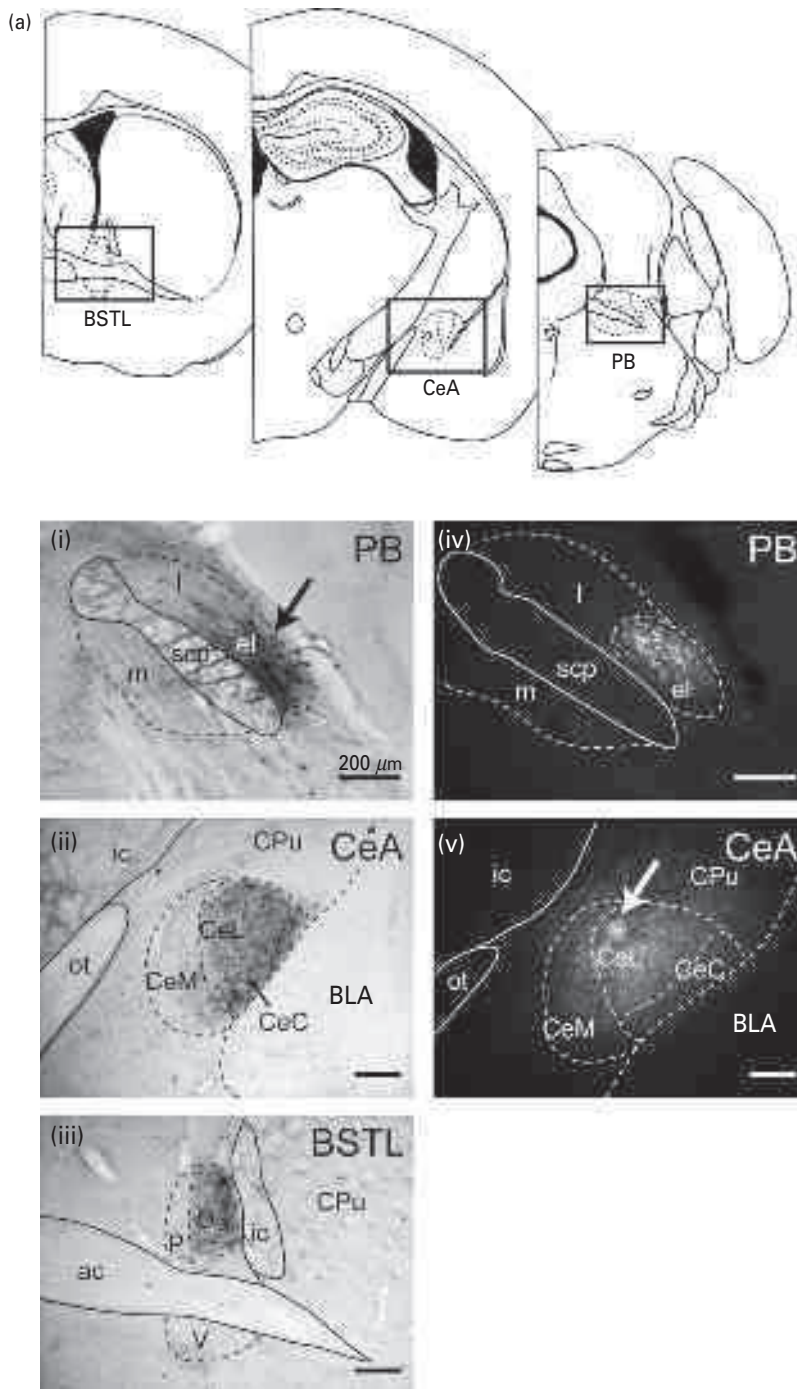 (a)
BSTL
CeA
PB
(i)
PB
l
el
scp
m
200 μm
(iv)
PB
l
scp
m
el
(ii)
CeA
ic
CPu
CeL
ot
CeM
BLA
CeC
(v)
CeA
ic
CPu
CeL
ot
CeC
CeM
BLA
(iii)
BSTL
CPu
P
ic
ac
V